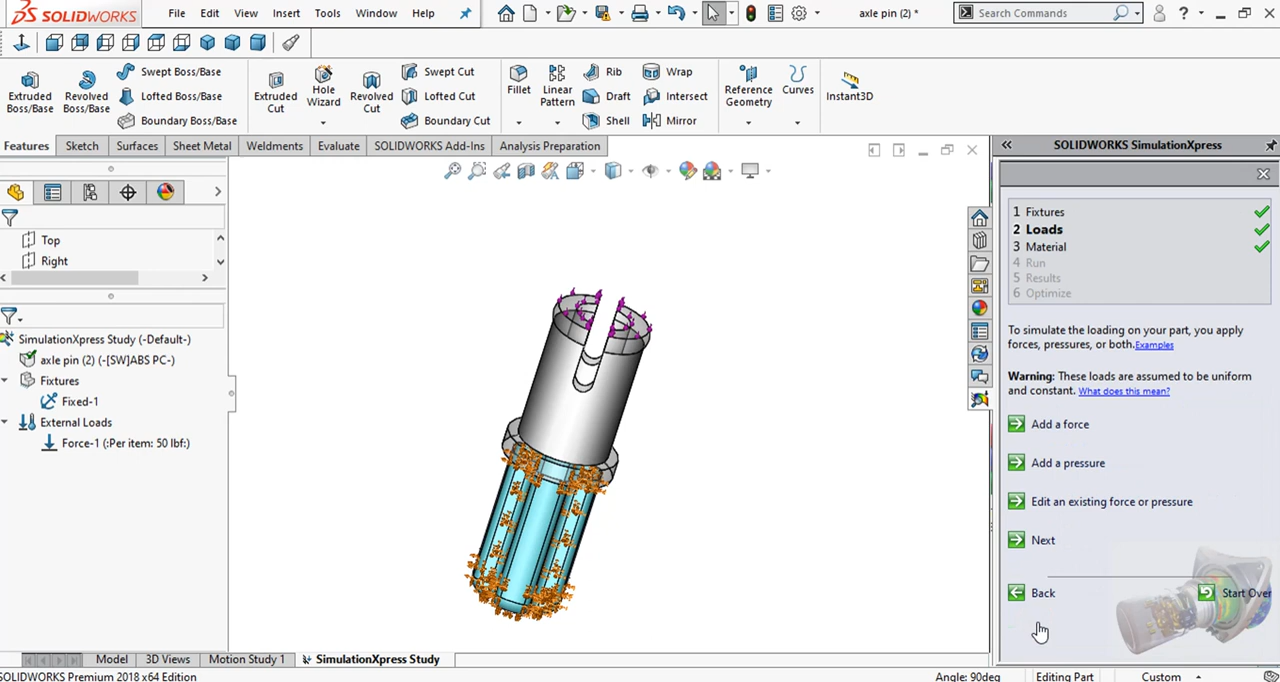 SOLIDWORKS File Edit View Insert Tools Window Help axle pin (2) * Search Commands ?
Extruded Boss/Base
Revolved Boss/Base
Swept Boss/Base
Lofted Boss/Base
Boundary Boss/Base
Extruded Cut
Hole Wizard
Revolved Cut
Swept Cut
Lofted Cut
Boundary Cut
Fillet
Linear Pattern
Rib
Draft
Shell
Wrap
Intersect
Mirror
Reference Geometry
Curves
Instant3D
Features Sketch Surfaces Sheet Metal Weldments Evaluate SOLIDWORKS Add-Ins Analysis Preparation
Top
Right
SimulationXpress Study (-Default-)
axle pin (2) (-[SW]ABS PC-)
Fixtures
Fixed-1
External Loads
Force-1 (:Per item: 50 lbf:)
SOLIDWORKS SimulationXpress
1 Fixtures
2 Loads
3 Material
4 Run
5 Results
6 Optimize
To simulate the loading on your part, you apply
forces, pressures, or both.Examples
Warning: These loads are assumed to be uniform
and constant. What does this mean?
Add a force
Add a pressure
Edit an existing force or pressure
Next
Back Start Over
Model 3D Views Motion Study 1 SimulationXpress Study
SOLIDWORKS Premium 2018 x64 Edition Angle: 90deg Editing Part Custom